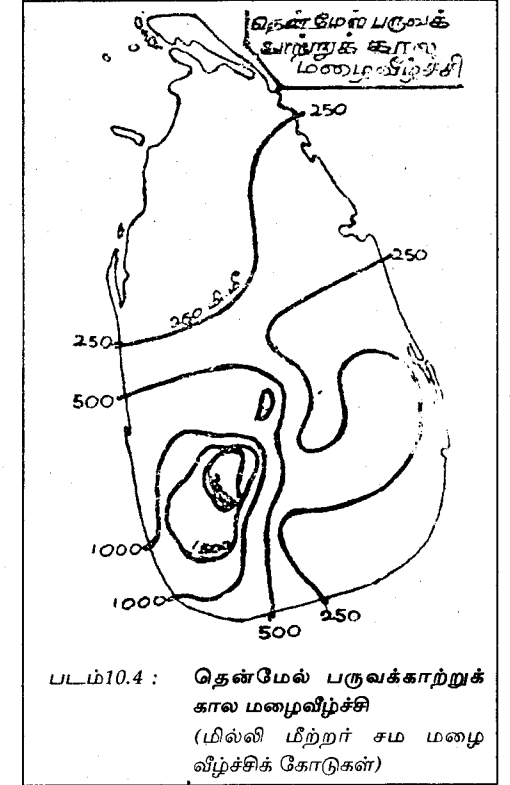 தென்மேல் பருவக்
காற்றுக் கால
மழைவீழ்ச்சி
250
250
250 மி.மீ
250
500
1500
1000
1000
250
500
படம்10.4 : தென்மேல் பருவக்காற்றுக்
கால மழைவீழ்ச்சி
(மில்லி மீற்றர் சம மழை
வீழ்ச்சிக் கோடுகள்)